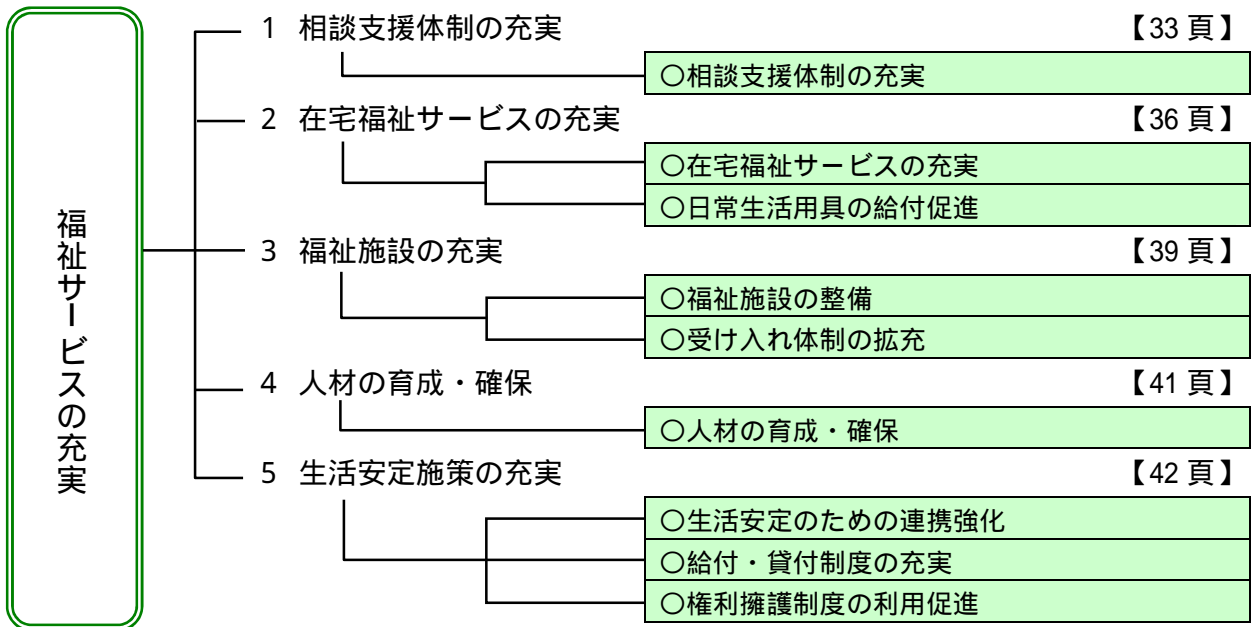 福祉サービスの充実
1 相談支援体制の充実 【33 頁】
○相談支援体制の充実
2 在宅福祉サービスの充実 【36 頁】
○在宅福祉サービスの充実
○日常生活用具の給付促進
3 福祉施設の充実 【39 頁】
○福祉施設の整備
○受け入れ体制の拡充
4 人材の育成・確保 【41 頁】
○人材の育成・確保
5 生活安定施策の充実 【42 頁】
○生活安定のための連携強化
○給付・貸付制度の充実
○権利擁護制度の利用促進